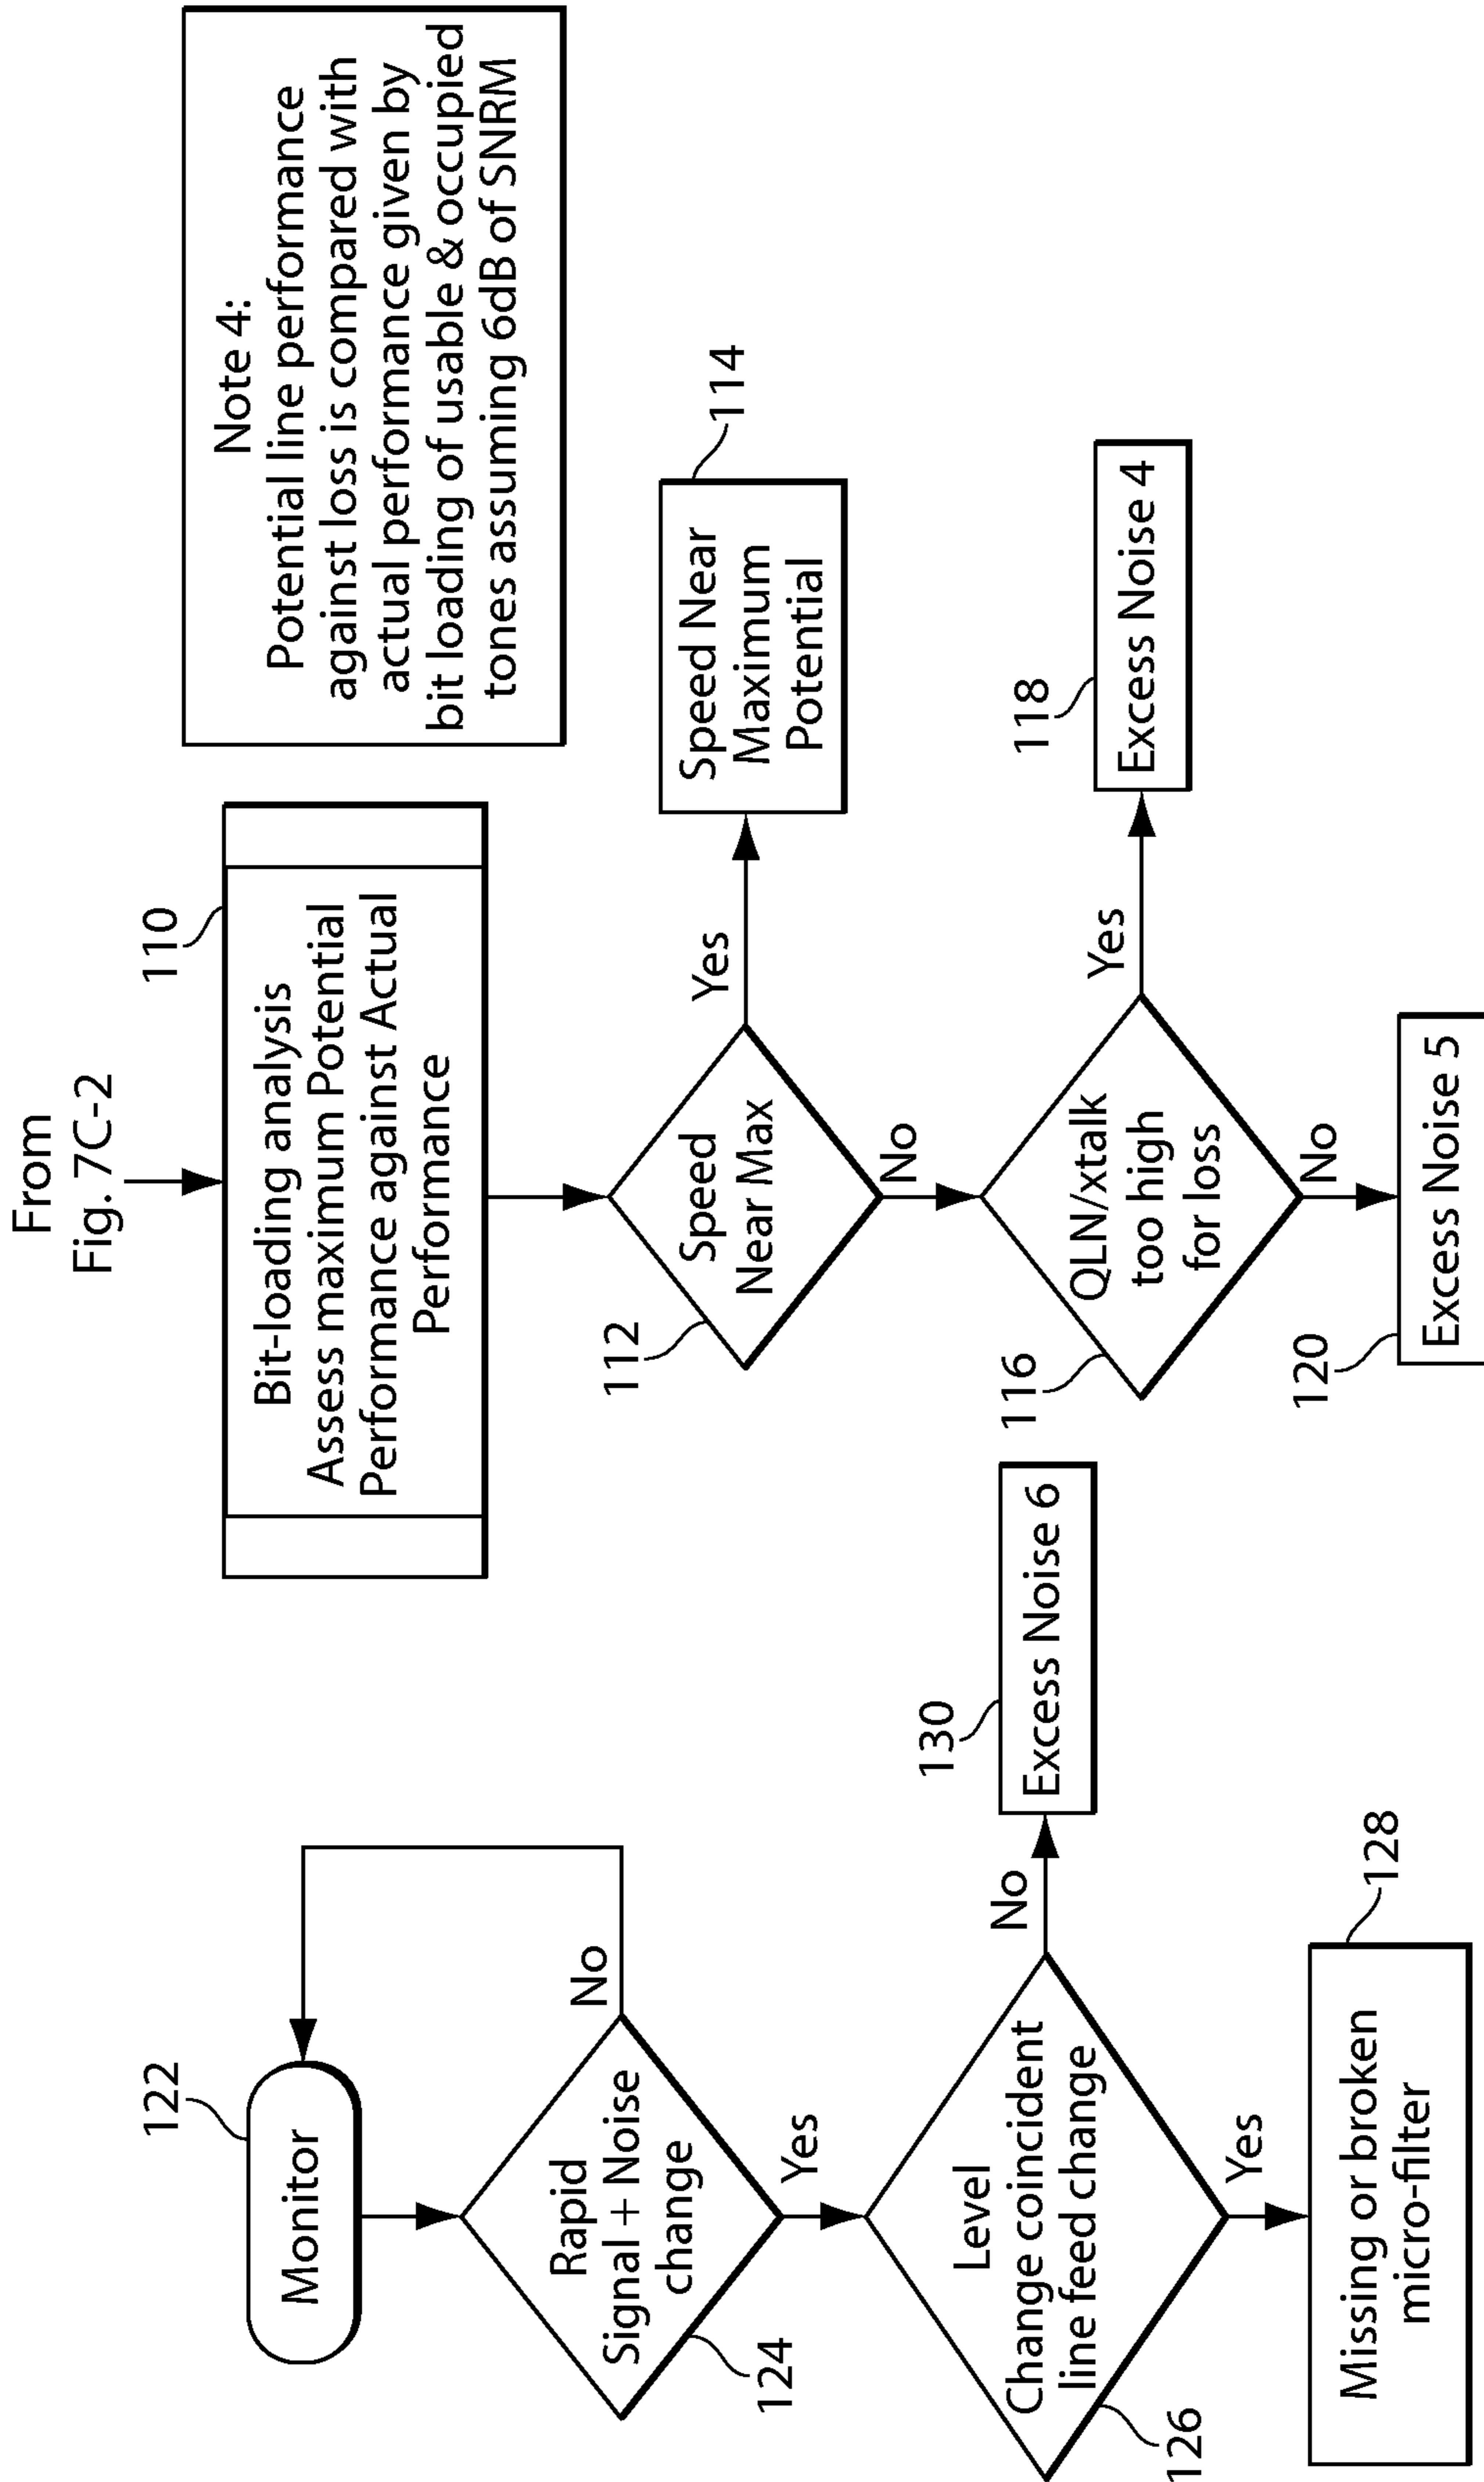 From
Fig. 7C-2
110
Bit-loading analysis
Assess maximum Potential
Performance against Actual
Performance
Note 4:
Potential line performance
against loss is compared with
actual performance given by
bit loading of usable & occupied
tones assuming 6dB of SNRM
112
Speed
Near Max
Yes
114
Speed Near
Maximum
Potential
No
116
QLN/xtalk
too high
for loss
Yes
118
Excess Noise 4
No
120
Excess Noise 5
122
Monitor
124
Rapid
Signal + Noise
change
No
Yes
126
Level
Change coincident
line feed change
No
130
Excess Noise 6
Yes
128
Missing or broken
micro-filter